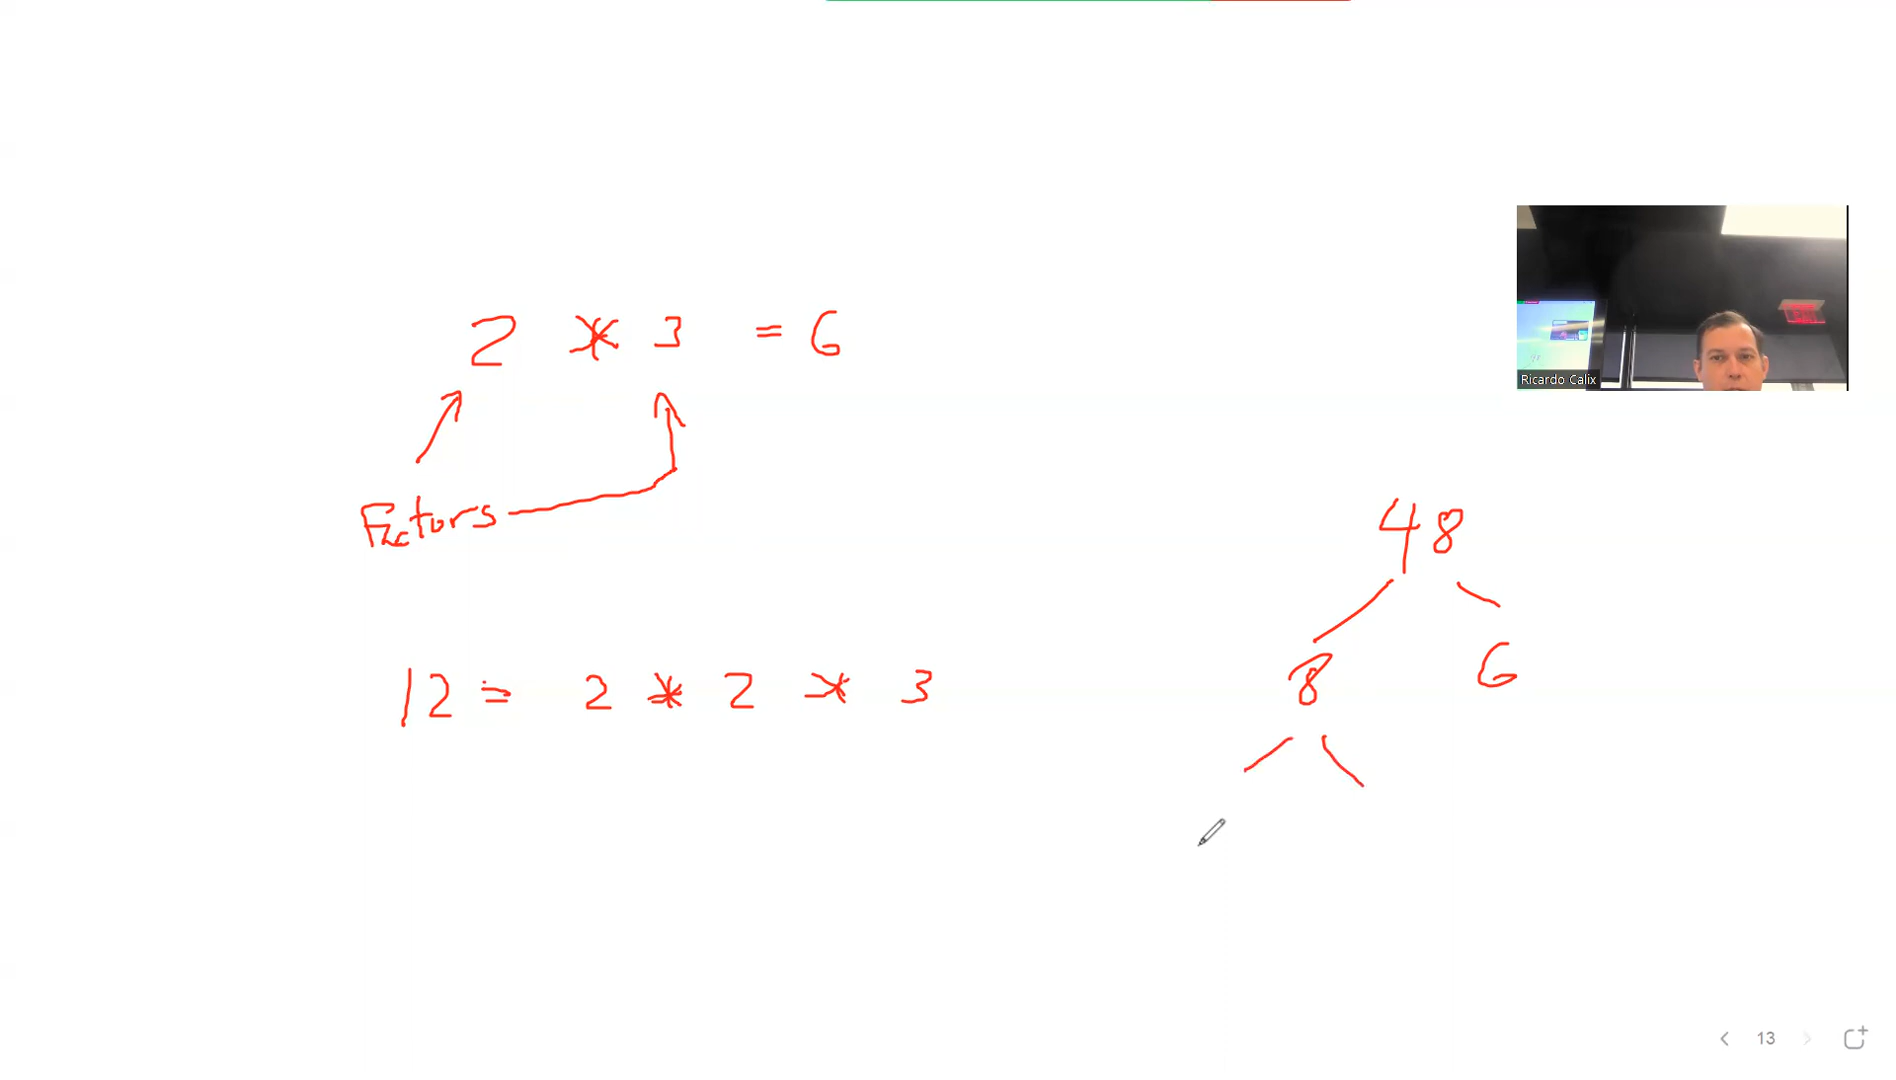 2 * 3 = 6
Factors
12 = 2 * 2 * 3
48
8 6
Ricardo Calix
13